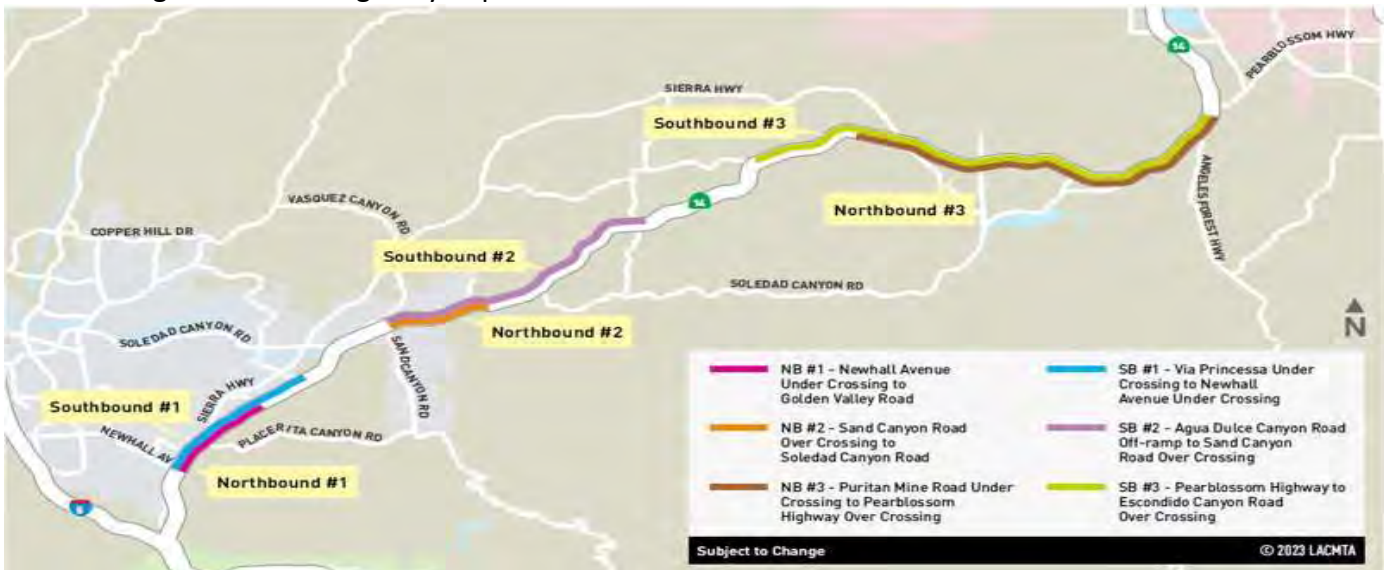 14
PEARBLOSSOM HWY
SIERRA HWY
Southbound #3
14
Northbound #3
ANGELES FOREST HWY
VASQUEZ CANYON RD
COPPER HILL DR
Southbound #2
SOLEDAD CANYON RD
Northbound #2
SOLEDAD CANYON RD
SANDCANYON RD
SIERRA HWY
Southbound #1
NEWHALL AV
PLACERITA CANYON RD
Northbound #1
5
N
NB #1 - Newhall Avenue
Under Crossing to
Golden Valley Road
NB #2 - Sand Canyon Road
Over Crossing to
Soledad Canyon Road
NB #3 - Puritan Mine Road Under
Crossing to Pearblossom
Highway Over Crossing
SB #1 - Via Princessa Under
Crossing to Newhall
Avenue Under Crossing
SB #2 - Agua Dulce Canyon Road
Off-ramp to Sand Canyon
Road Over Crossing
SB #3 - Pearblossom Highway to
Escondido Canyon Road
Over Crossing
Subject to Change
© 2023 LACMTA